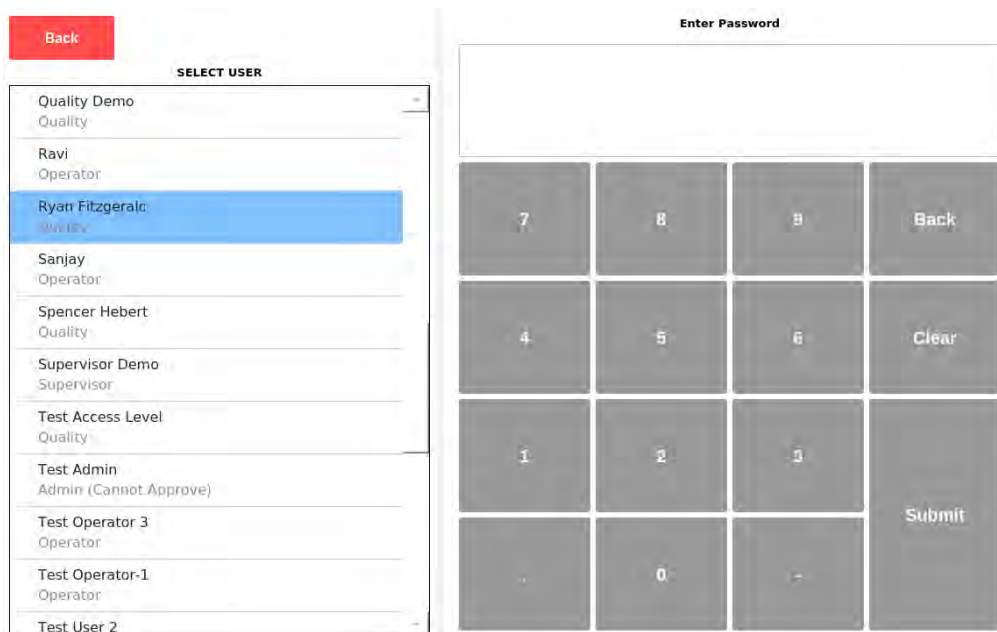 Back
SELECT USER
Quality Demo
Quality
Ravi
Operator
Ryan Fitzgerald
Quality
Sanjay
Operator
Spencer Hebert
Quality
Supervisor Demo
Supervisor
Test Access Level
Quality
Test Admin
Admin (Cannot Approve)
Test Operator 3
Operator
Test Operator-1
Operator
Test User 2
Enter Password
7 8 9 Back
4 5 6 Clear
1 2 3
Submit
. 0 -